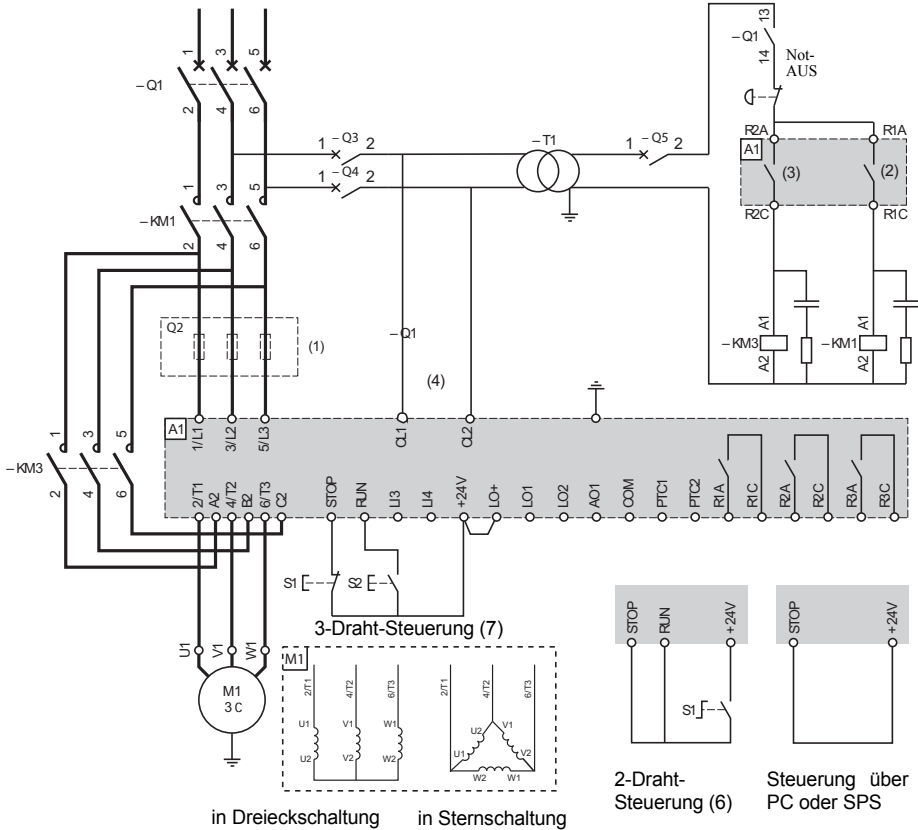 1 3 5
–Q1
2 4 6
1 –Q3 2
1 –Q4 2
–T1
1 –Q5 2
13
–Q1
14
Not-
AUS
R2A R1A
A1
(3) (2)
R2C R1C
1 3 5
–KM1
2 4 6
Q2
(1)
–Q1
(4)
A1 A1
–KM3 –KM1
A2 A2
A1
1/L1 3/L2 5/L3 CL1 CL2
1 3 5
–KM3
2 4 6
2/T1 A2 4/T2 B2 6/T3 C2 STOP RUN LI3 LI4 +24V LO+ LO1 LO2 AO1 COM PTC1 PTC2 R1A R1C R2A R2C R3A R3C
S1 S2
3-Draht-Steuerung (7)
U1 V1 W1
M1
3 C
M1
2/T1 4/T2 6/T3
U1 V1 W1
U2 V2 W2
2/T1 4/T2 6/T3
U2 V1
U1 V2
W2 W1
in Dreieckschaltung
in Sternschaltung
STOP RUN +24V
S1
2-Draht-
Steuerung (6)
STOP +24V
Steuerung über
PC oder SPS